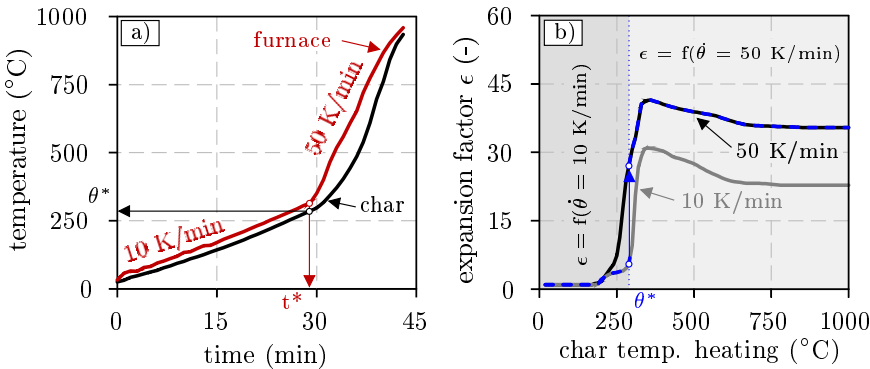 a)
1000
750
500
250
0
temperature (°C)
furnace
50 K/min
10 K/min
char
θ*
t*
0
15
30
45
time (min)
b)
60
45
30
15
0
expansion factor ϵ (-)
ϵ = f(θ̇ = 10 K/min)
ϵ = f(θ̇ = 50 K/min)
50 K/min
10 K/min
θ*
0
250
500
750
1000
char temp. heating (°C)